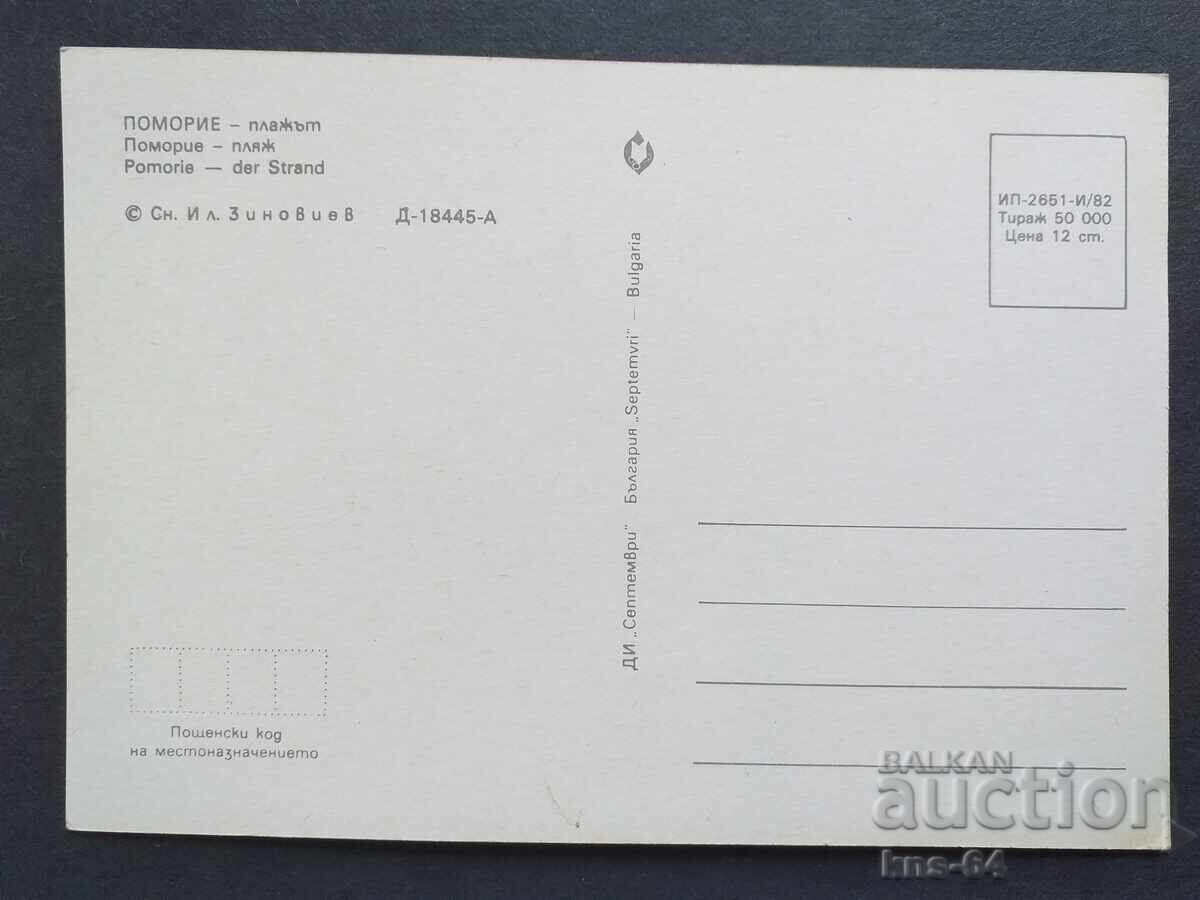 ПОМОРИЕ – плажът
Поморие – пляж
Pomorie — der Strand
© Сн. Ил. Зиновиев Д-18445-А
ИП-2651-И/82
Тираж 50 000
Цена 12 ст.
ДИ „Септември" България „Septemvri" — Bulgaria
Пощенски код
на местоназначението
BALKAN
auction
kns-64